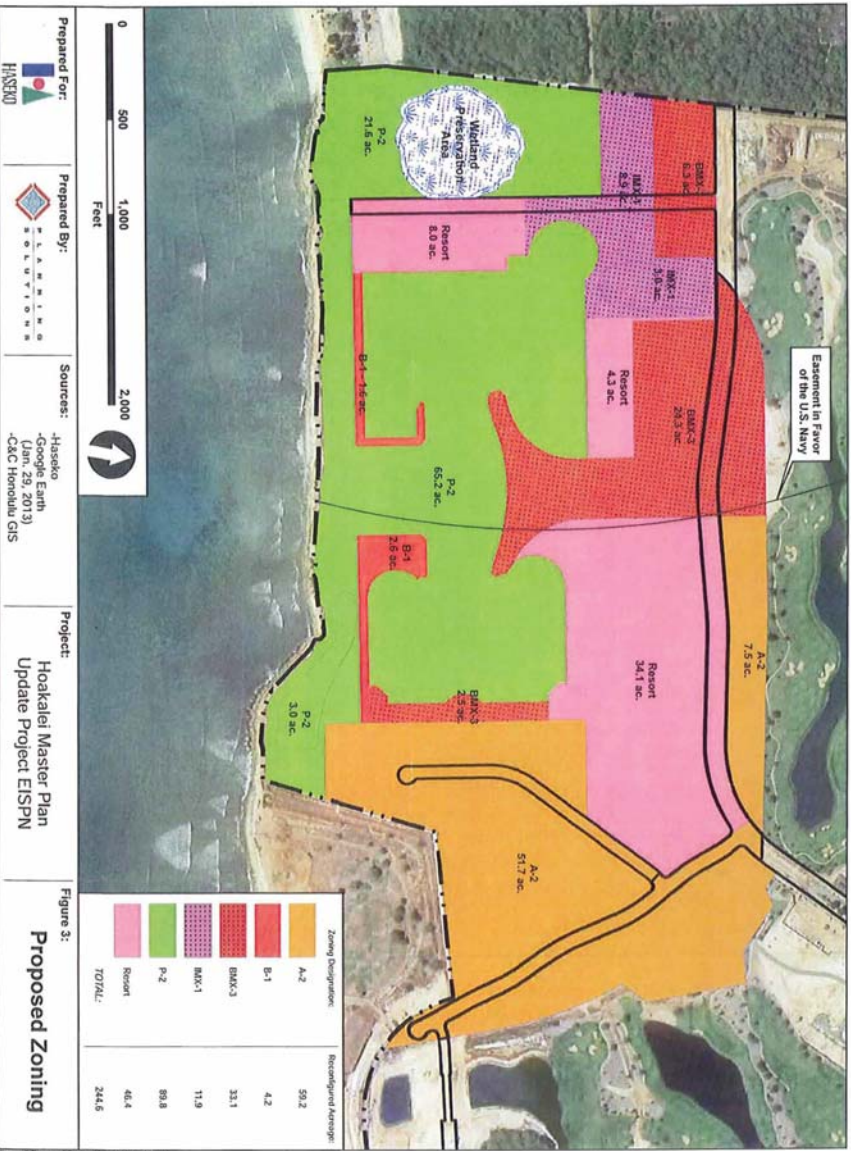 Easement in Favor
of the U.S. Navy
BMX-3
6.3 ac.
IMX-1
8.9 ac.
IMX-1
3.0 ac.
Wetland
Preservation
Area
P-2
21.6 ac.
Resort
8.0 ac.
Resort
4.3 ac.
BMX-3
24.3 ac.
B-1 - 1.6 ac.
P-2
65.2 ac.
B-1
2.6 ac.
A-2
7.5 ac.
Resort
34.1 ac.
BMX-3
2.5 ac.
P-2
3.0 ac.
A-2
51.7 ac.
0 500 1,000 2,000
Feet
Zoning Designation: Reconfigured Acreage:
A-2 59.2
B-1 4.2
BMX-3 33.1
IMX-1 11.9
P-2 89.8
Resort 46.4
TOTAL: 244.6
Prepared For:
HASEKO
Prepared By:
PLANNING
SOLUTIONS
Sources:
-Haseko
-Google Earth
(Jan. 29, 2013)
-C&C Honolulu GIS
Project:
Hoakalei Master Plan
Update Project EISPN
Figure 3:
Proposed Zoning